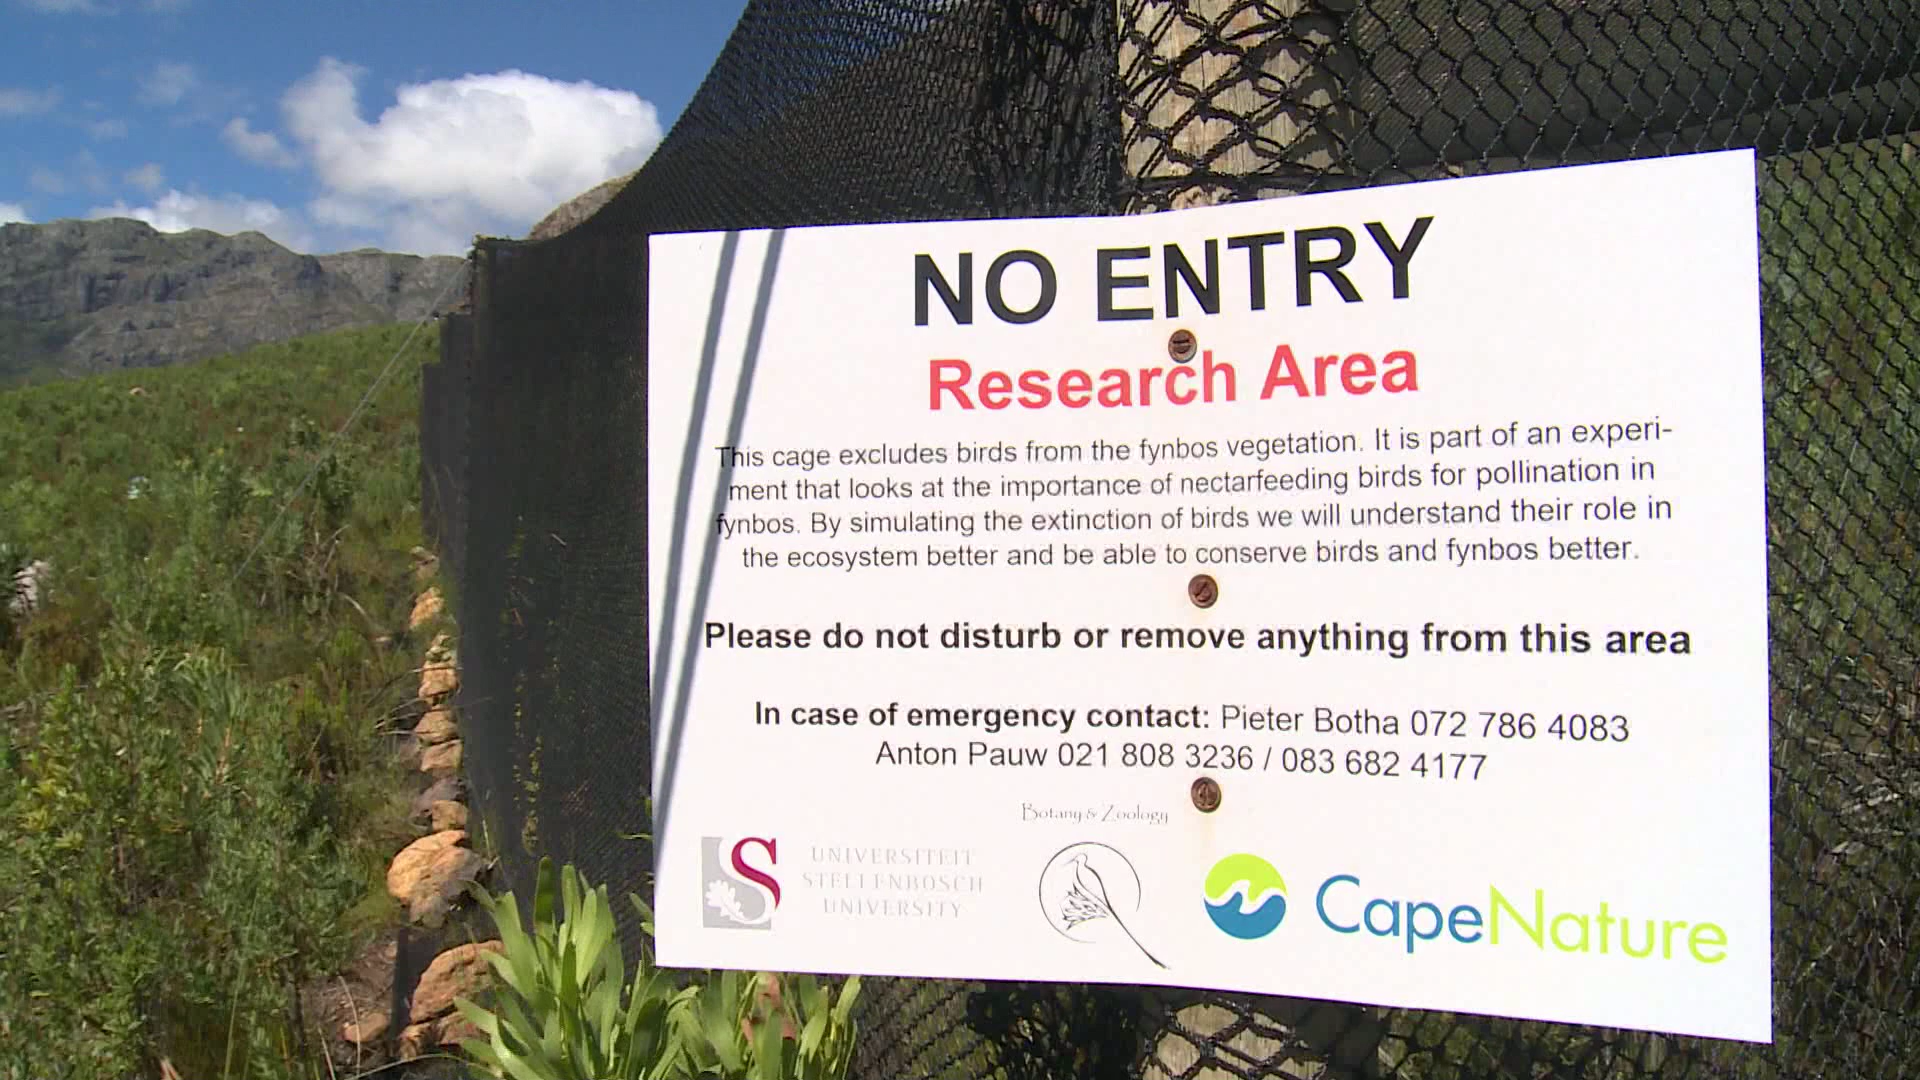 NO ENTRY
Research Area
This cage excludes birds from the fynbos vegetation. It is part of an experi-
ment that looks at the importance of nectarfeeding birds for pollination in
fynbos. By simulating the extinction of birds we will understand their role in
the ecosystem better and be able to conserve birds and fynbos better.
Please do not disturb or remove anything from this area
In case of emergency contact: Pieter Botha 072 786 4083
Anton Pauw 021 808 3236 / 083 682 4177
Botany & Zoology
UNIVERSITEIT
STELLENBOSCH
UNIVERSITY
CapeNature